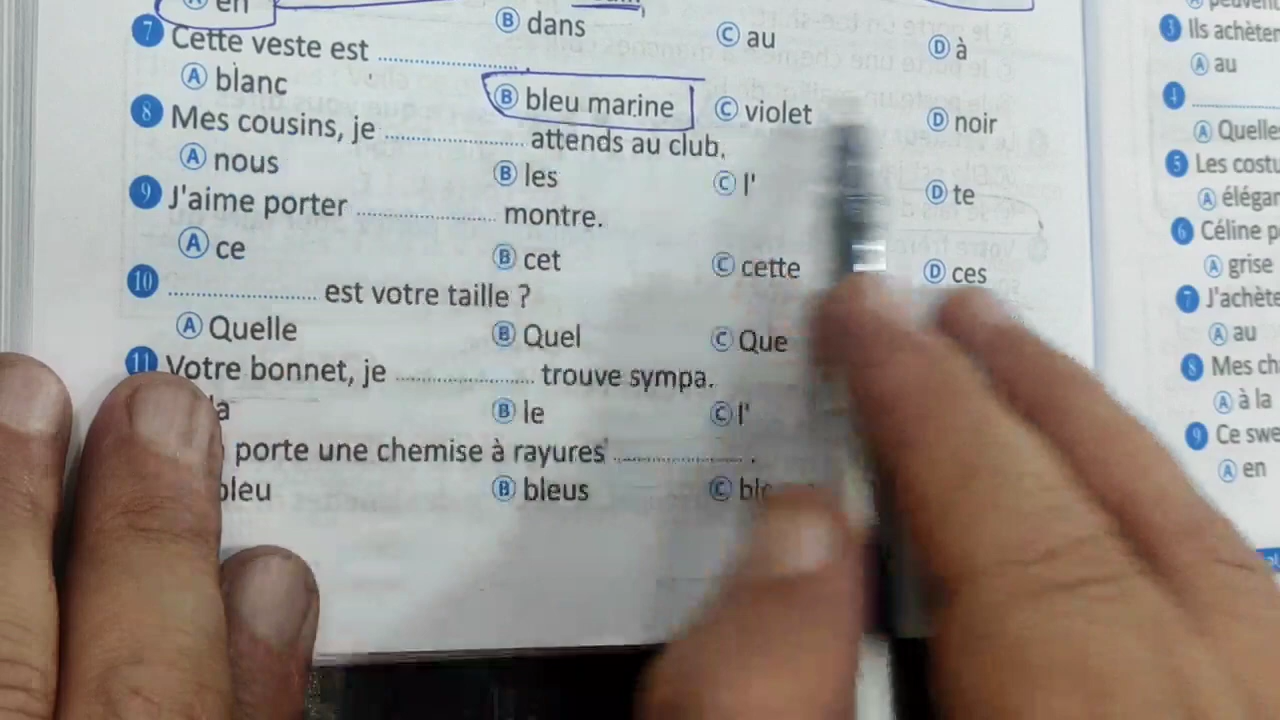 A en
B dans
C au
D à
7 Cette veste est ........................
A blanc
B bleu marine
C violet
D noir
8 Mes cousins, je ........................ attends au club.
A nous
B les
C l'
D te
9 J'aime porter ........................ montre.
A ce
B cet
C cette
D ces
10 ........................ est votre taille ?
A Quelle
B Quel
C Que
11 Votre bonnet, je ........................ trouve sympa.
la
B le
C l'
porte une chemise à rayures ........................ .
bleu
B bleus
C
3 Ils achèten
A au
4 ........................
A Quelle
5 Les costu
A élégan
6 Céline p
A grise
7 J'achète
A au
8 Mes ch
A à la
9 Ce swe
A en